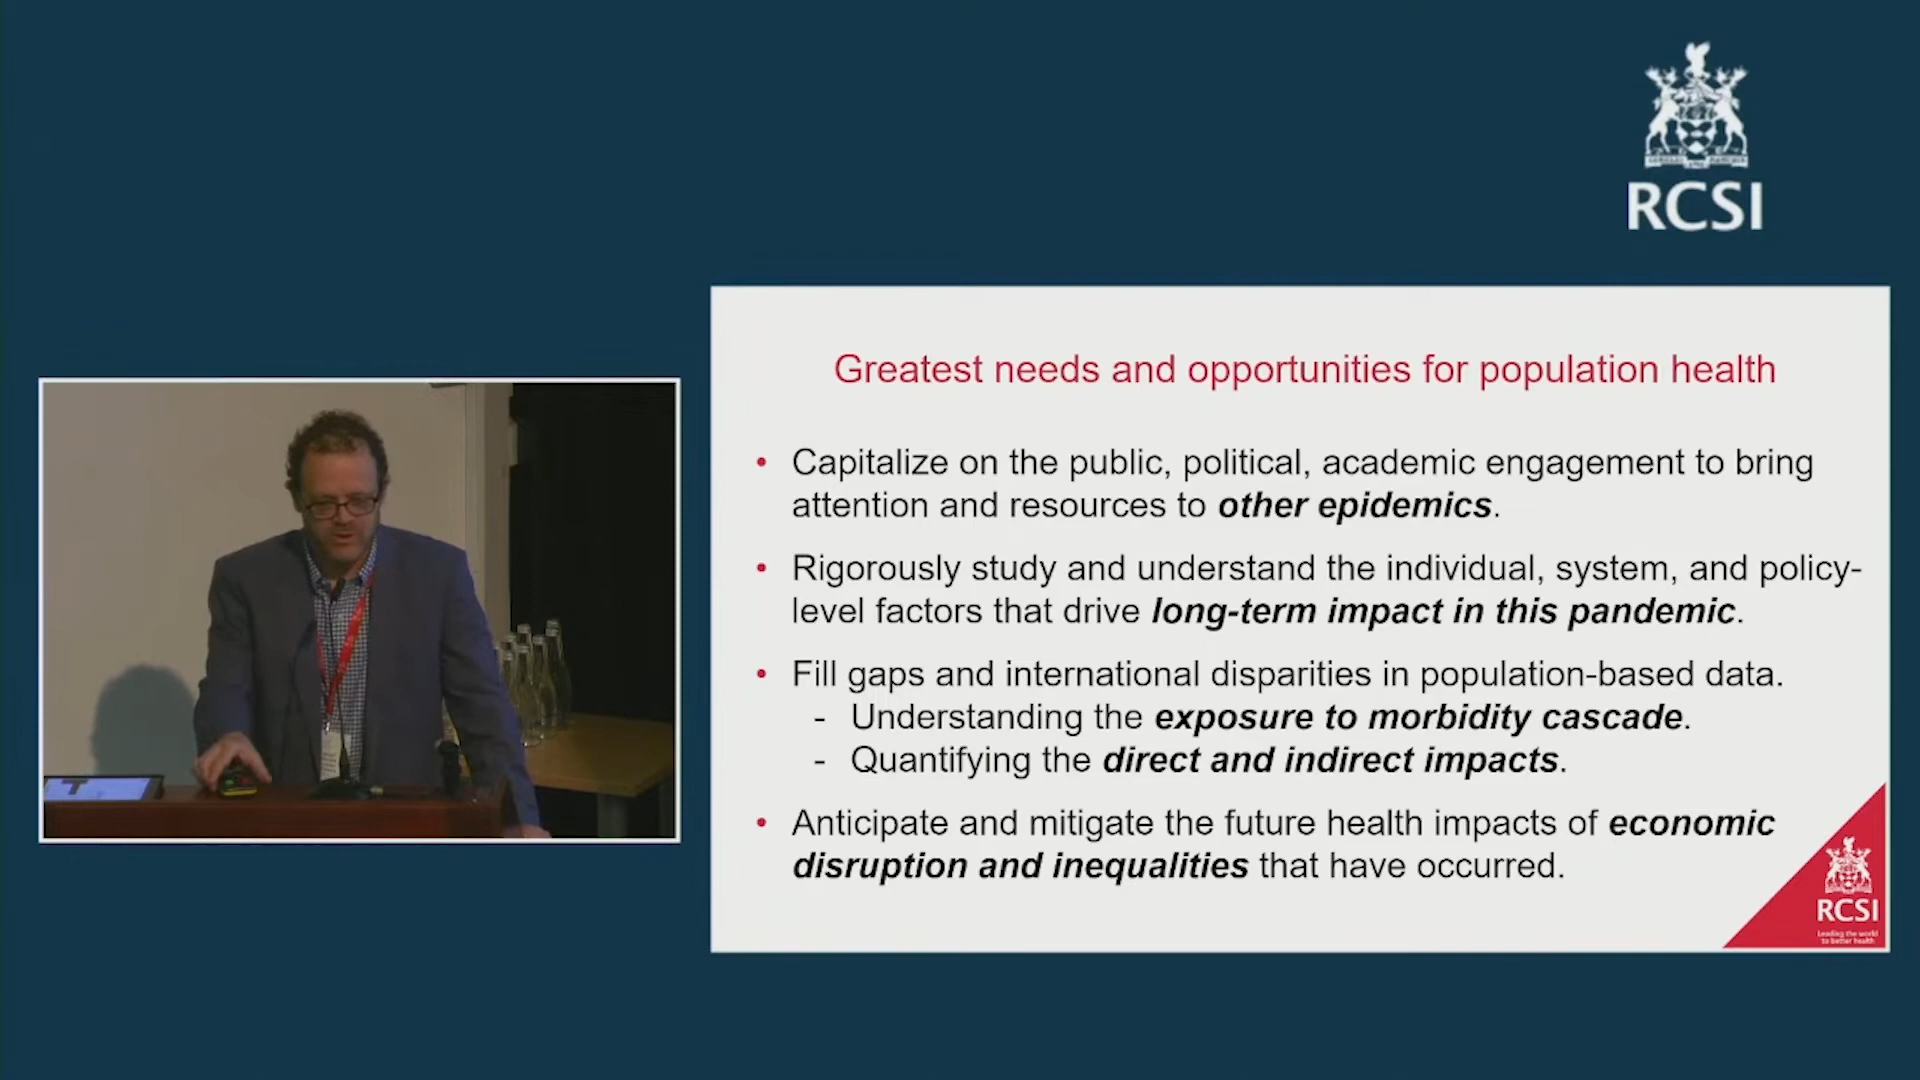 RCSI
Greatest needs and opportunities for population health
• Capitalize on the public, political, academic engagement to bring
attention and resources to other epidemics.
• Rigorously study and understand the individual, system, and policy-
level factors that drive long-term impact in this pandemic.
• Fill gaps and international disparities in population-based data.
- Understanding the exposure to morbidity cascade.
- Quantifying the direct and indirect impacts.
• Anticipate and mitigate the future health impacts of economic
disruption and inequalities that have occurred.
RCSI
Leading the world
to better health